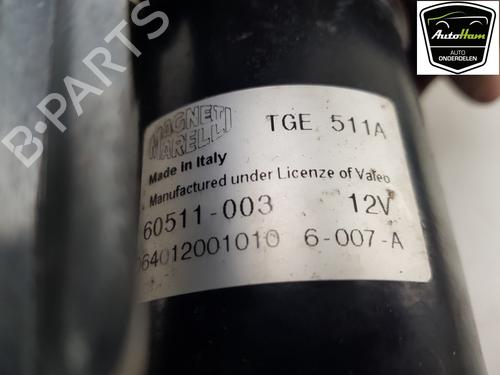 AutoHam
AUTO
ONDERDELEN
B-PARTS
MAGNETI
MARELLI
TGE 511A
Made in Italy
Manufactured under Licenze of Valeo
60511-003 12V
064012001010 6-007-A